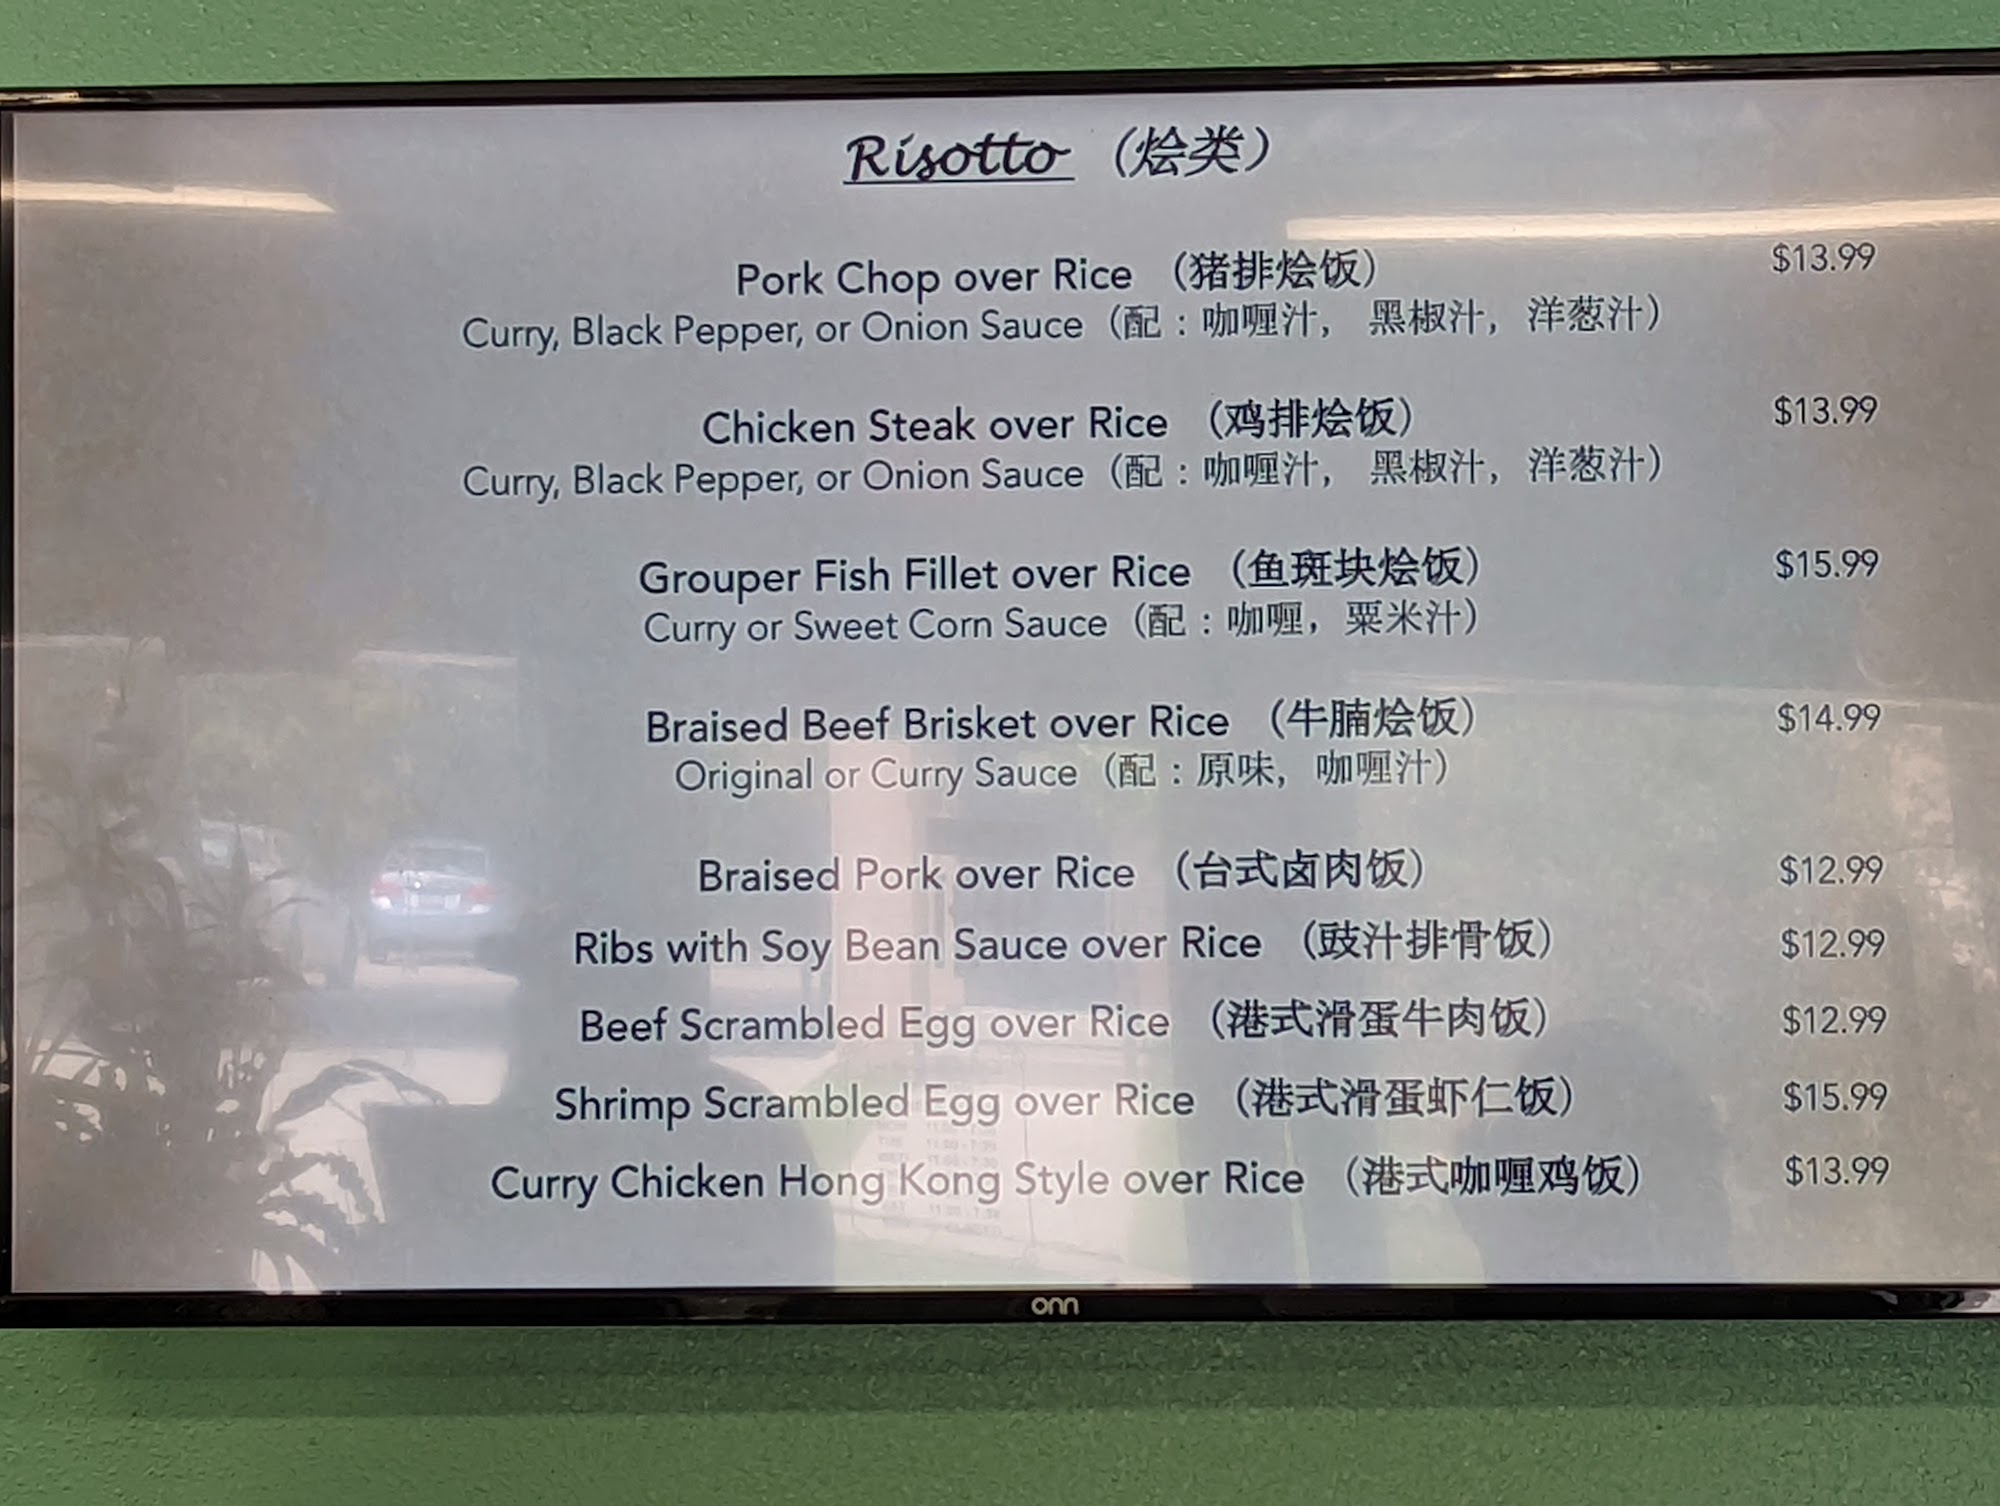 Risotto (烩类)
Pork Chop over Rice (猪排烩饭) $13.99
Curry, Black Pepper, or Onion Sauce (配：咖喱汁, 黑椒汁, 洋葱汁)
Chicken Steak over Rice (鸡排烩饭) $13.99
Curry, Black Pepper, or Onion Sauce (配：咖喱汁, 黑椒汁, 洋葱汁)
Grouper Fish Fillet over Rice (鱼斑块烩饭) $15.99
Curry or Sweet Corn Sauce (配：咖喱, 粟米汁)
Braised Beef Brisket over Rice (牛腩烩饭) $14.99
Original or Curry Sauce (配：原味, 咖喱汁)
Braised Pork over Rice (台式卤肉饭) $12.99
Ribs with Soy Bean Sauce over Rice (豉汁排骨饭) $12.99
Beef Scrambled Egg over Rice (港式滑蛋牛肉饭) $12.99
Shrimp Scrambled Egg over Rice (港式滑蛋虾仁饭) $15.99
Curry Chicken Hong Kong Style over Rice (港式咖喱鸡饭) $13.99
onn